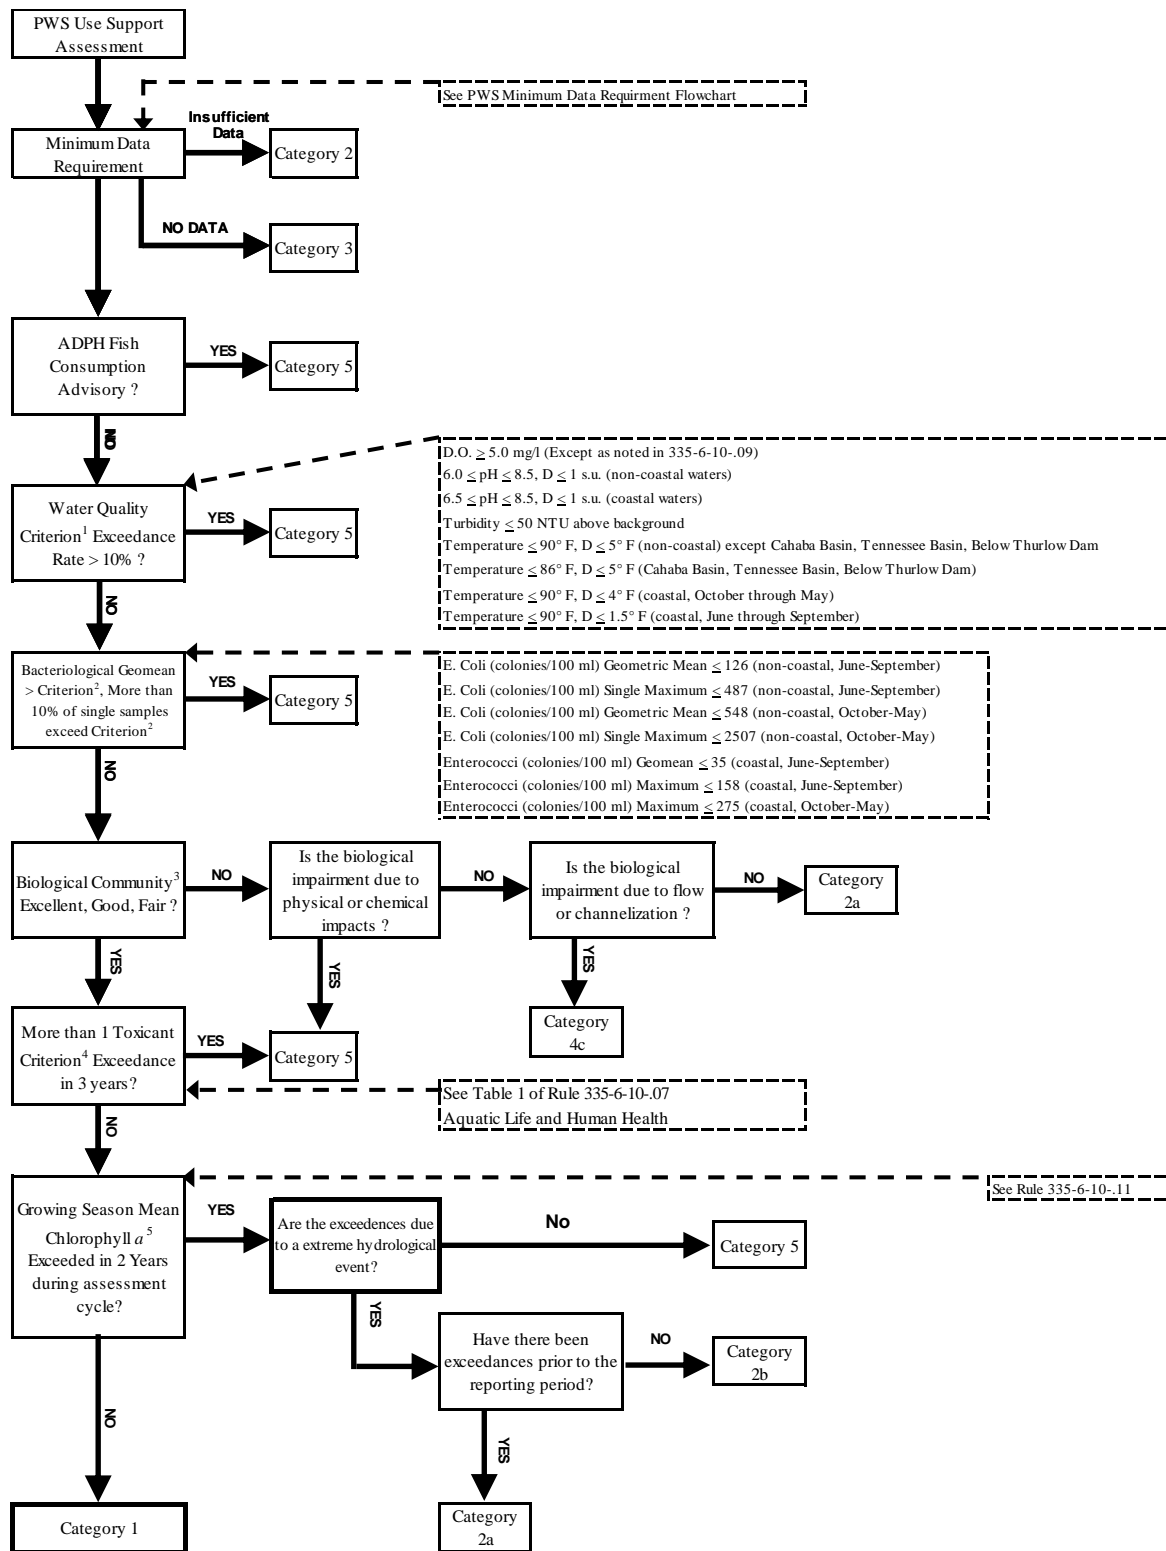 PWS Use Support
Assessment
See PWS Minimum Data Requirment Flowchart
Insufficient
Data
Minimum Data
Requirement
Category 2
NO DATA
Category 3
ADPH Fish
Consumption
Advisory ?
YES
Category 5
NO
D.O. ≥ 5.0 mg/l (Except as noted in 335-6-10-.09)
6.0 ≤ pH ≤ 8.5, D ≤ 1 s.u. (non-coastal waters)
6.5 ≤ pH ≤ 8.5, D ≤ 1 s.u. (coastal waters)
Turbidity ≤ 50 NTU above background
Temperature ≤ 90° F, D ≤ 5° F (non-coastal) except Cahaba Basin, Tennessee Basin, Below Thurlow Dam
Temperature ≤ 86° F, D ≤ 5° F (Cahaba Basin, Tennessee Basin, Below Thurlow Dam)
Temperature ≤ 90° F, D ≤ 4° F (coastal, October through May)
Temperature ≤ 90° F, D ≤ 1.5° F (coastal, June through September)
Water Quality
Criterion¹ Exceedance
Rate > 10% ?
YES
Category 5
NO
Bacteriological Geomean
> Criterion², More than
10% of single samples
exceed Criterion²
YES
Category 5
E. Coli (colonies/100 ml) Geometric Mean ≤ 126 (non-coastal, June-September)
E. Coli (colonies/100 ml) Single Maximum ≤ 487 (non-coastal, June-September)
E. Coli (colonies/100 ml) Geometric Mean ≤ 548 (non-coastal, October-May)
E. Coli (colonies/100 ml) Single Maximum ≤ 2507 (non-coastal, October-May)
Enterococci (colonies/100 ml) Geomean ≤ 35 (coastal, June-September)
Enterococci (colonies/100 ml) Maximum ≤ 158 (coastal, June-September)
Enterococci (colonies/100 ml) Maximum ≤ 275 (coastal, October-May)
NO
Biological Community³
Excellent, Good, Fair ?
NO
Is the biological
impairment due to
physical or chemical
impacts ?
NO
Is the biological
impairment due to flow
or channelization ?
NO
Category
2a
YES
YES
YES
More than 1 Toxicant
Criterion⁴ Exceedance
in 3 years?
YES
Category 5
Category
4c
See Table 1 of Rule 335-6-10-.07
Aquatic Life and Human Health
NO
See Rule 335-6-10-.11
Growing Season Mean
Chlorophyll a⁵
Exceeded in 2 Years
during assessment
cycle?
YES
Are the exceedences due
to a extreme hydrological
event?
No
Category 5
YES
Have there been
exceedances prior to the
reporting period?
NO
Category
2b
NO
YES
Category 1
Category
2a